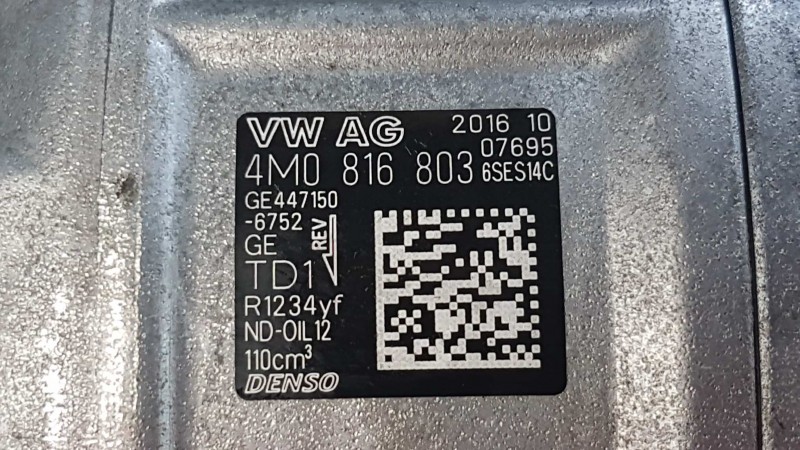 VW AG 2016 10
07695
4M0 816 803 6SES14C
GE447150
-6752
REV
GE
TD1
R1234yf
ND-OIL12
110cm³
DENSO